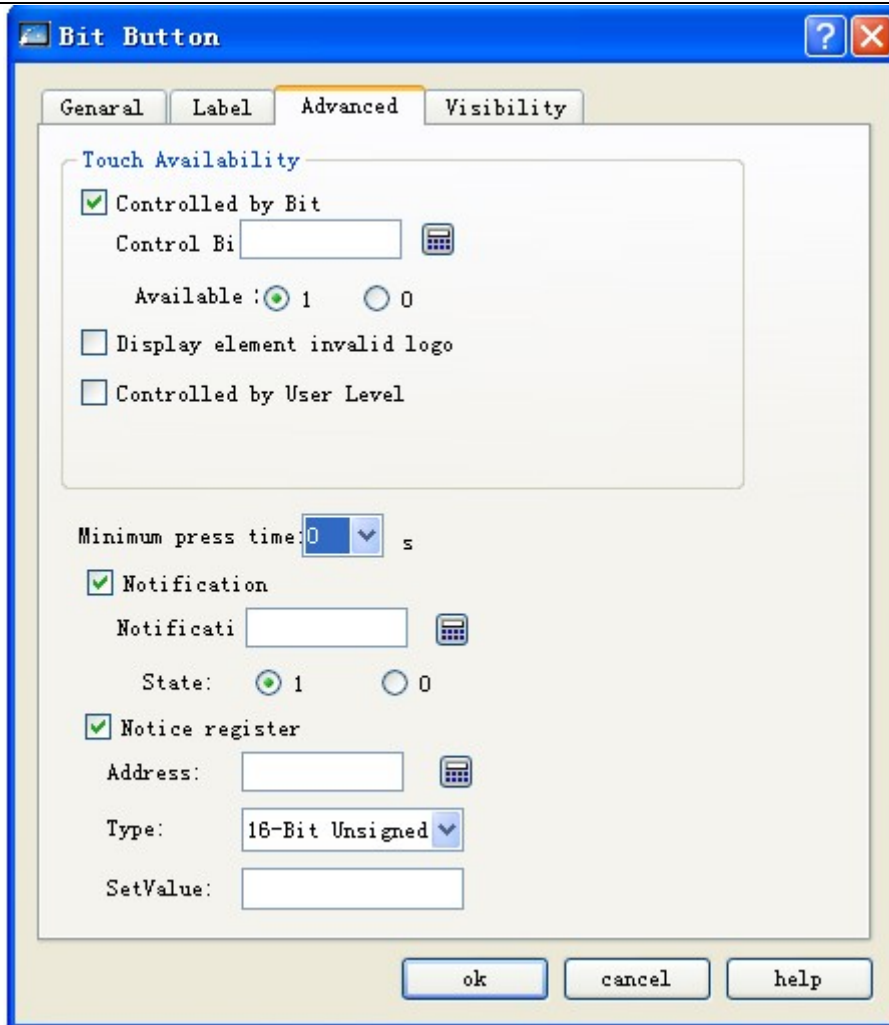 Bit Button
Genaral Label Advanced Visibility
Touch Availability
Controlled by Bit
Control Bi
Available : 1 0
Display element invalid logo
Controlled by User Level
Minimum press time: 0 s
Notification
Notificati
State: 1 0
Notice register
Address:
Type: 16-Bit Unsigned
SetValue:
ok cancel help